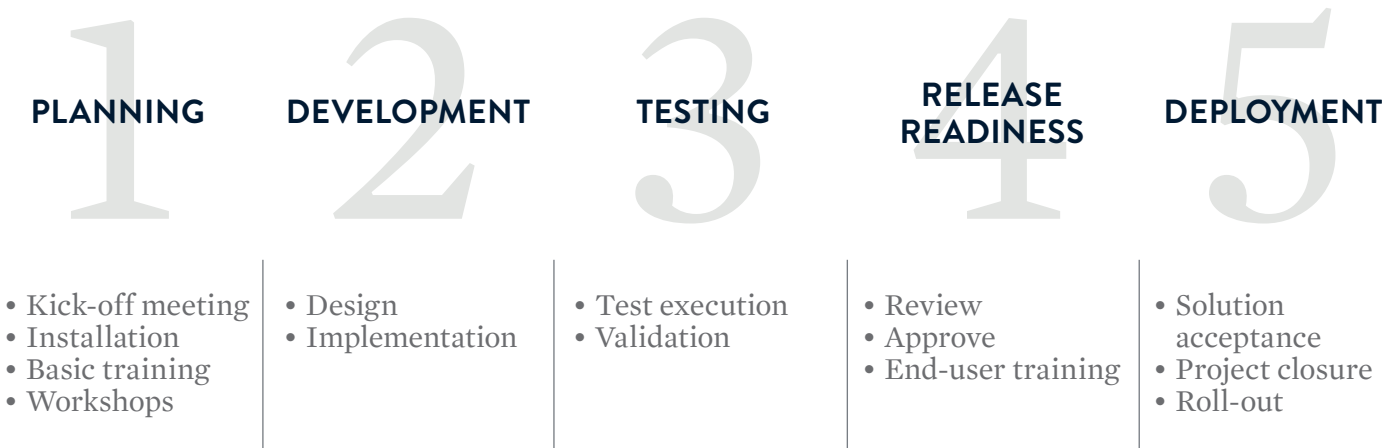 1
PLANNING
• Kick-off meeting
• Installation
• Basic training
• Workshops
2
DEVELOPMENT
• Design
• Implementation
3
TESTING
• Test execution
• Validation
4
RELEASE
READINESS
• Review
• Approve
• End-user training
5
DEPLOYMENT
• Solution
acceptance
• Project closure
• Roll-out